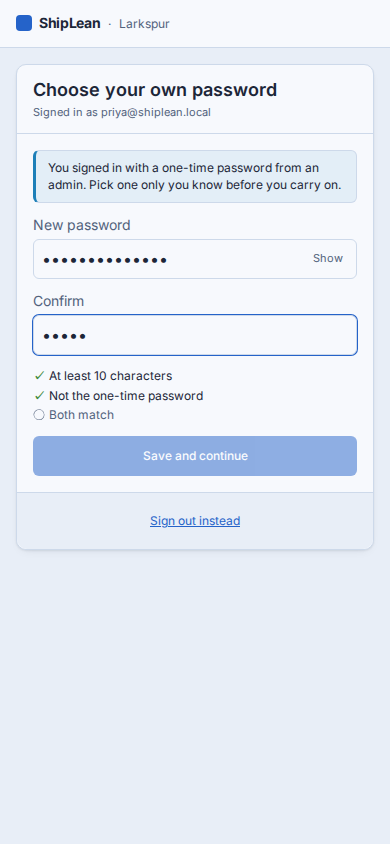 ShipLean · Larkspur
Choose your own password
Signed in as priya@shiplean.local
You signed in with a one-time password from an
admin. Pick one only you know before you carry on.
New password
●●●●●●●●●●●●●● Show
Confirm
●●●●●
✓ At least 10 characters
✓ Not the one-time password
○ Both match
Save and continue
Sign out instead